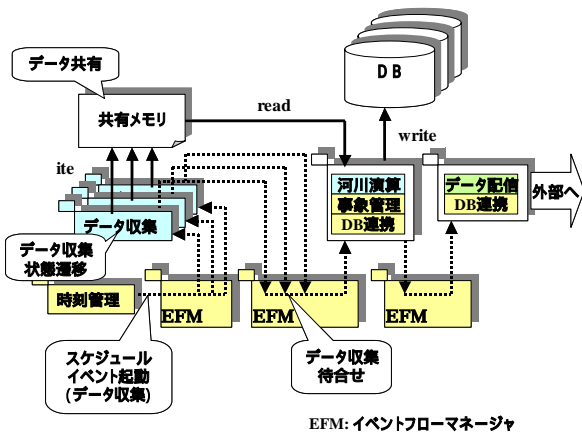 データ共有
DB
共有メモリ
read
write
ite
河川演算
事象管理
DB連携
データ配信
DB連携
外部へ
データ収集
データ収集
状態遷移
時刻管理
EFM
EFM
EFM
スケジュール
イベント起動
(データ収集)
データ収集
待合せ
EFM: イベントフローマネージャ